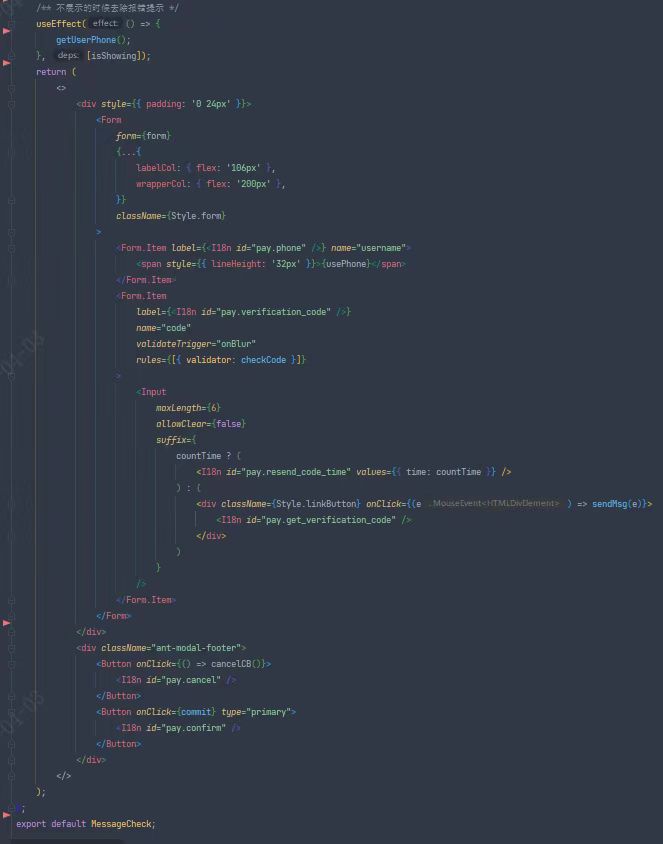 /** 不展示的时候去除报错提示 */
useEffect( effect: () => {
getUserPhone();
}, deps: [isShowing]);
return (
<>
<div style={{ padding: '0 24px' }}>
<Form
form={form}
{...{
labelCol: { flex: '106px' },
wrapperCol: { flex: '200px' },
}}
className={Style.form}
>
<Form.Item label={<I18n id="pay.phone" />} name="username">
<span style={{ lineHeight: '32px' }}>{usePhone}</span>
</Form.Item>
<Form.Item
label={<I18n id="pay.verification_code" />}
name="code"
validateTrigger="onBlur"
rules={[{ validator: checkCode }]}
>
<Input
maxLength={6}
allowClear={false}
suffix={
countTime ? (
<I18n id="pay.resend_code_time" values={{ time: countTime }} />
) : (
<div className={Style.linkButton} onClick={(e : MouseEvent<HTMLDivElement> ) => sendMsg(e)}>
<I18n id="pay.get_verification_code" />
</div>
)
}
/>
</Form.Item>
</Form>
</div>
<div className="ant-modal-footer">
<Button onClick={() => cancelCB()}>
<I18n id="pay.cancel" />
</Button>
<Button onClick={commit} type="primary">
<I18n id="pay.confirm" />
</Button>
</div>
</>
);
};
export default MessageCheck;